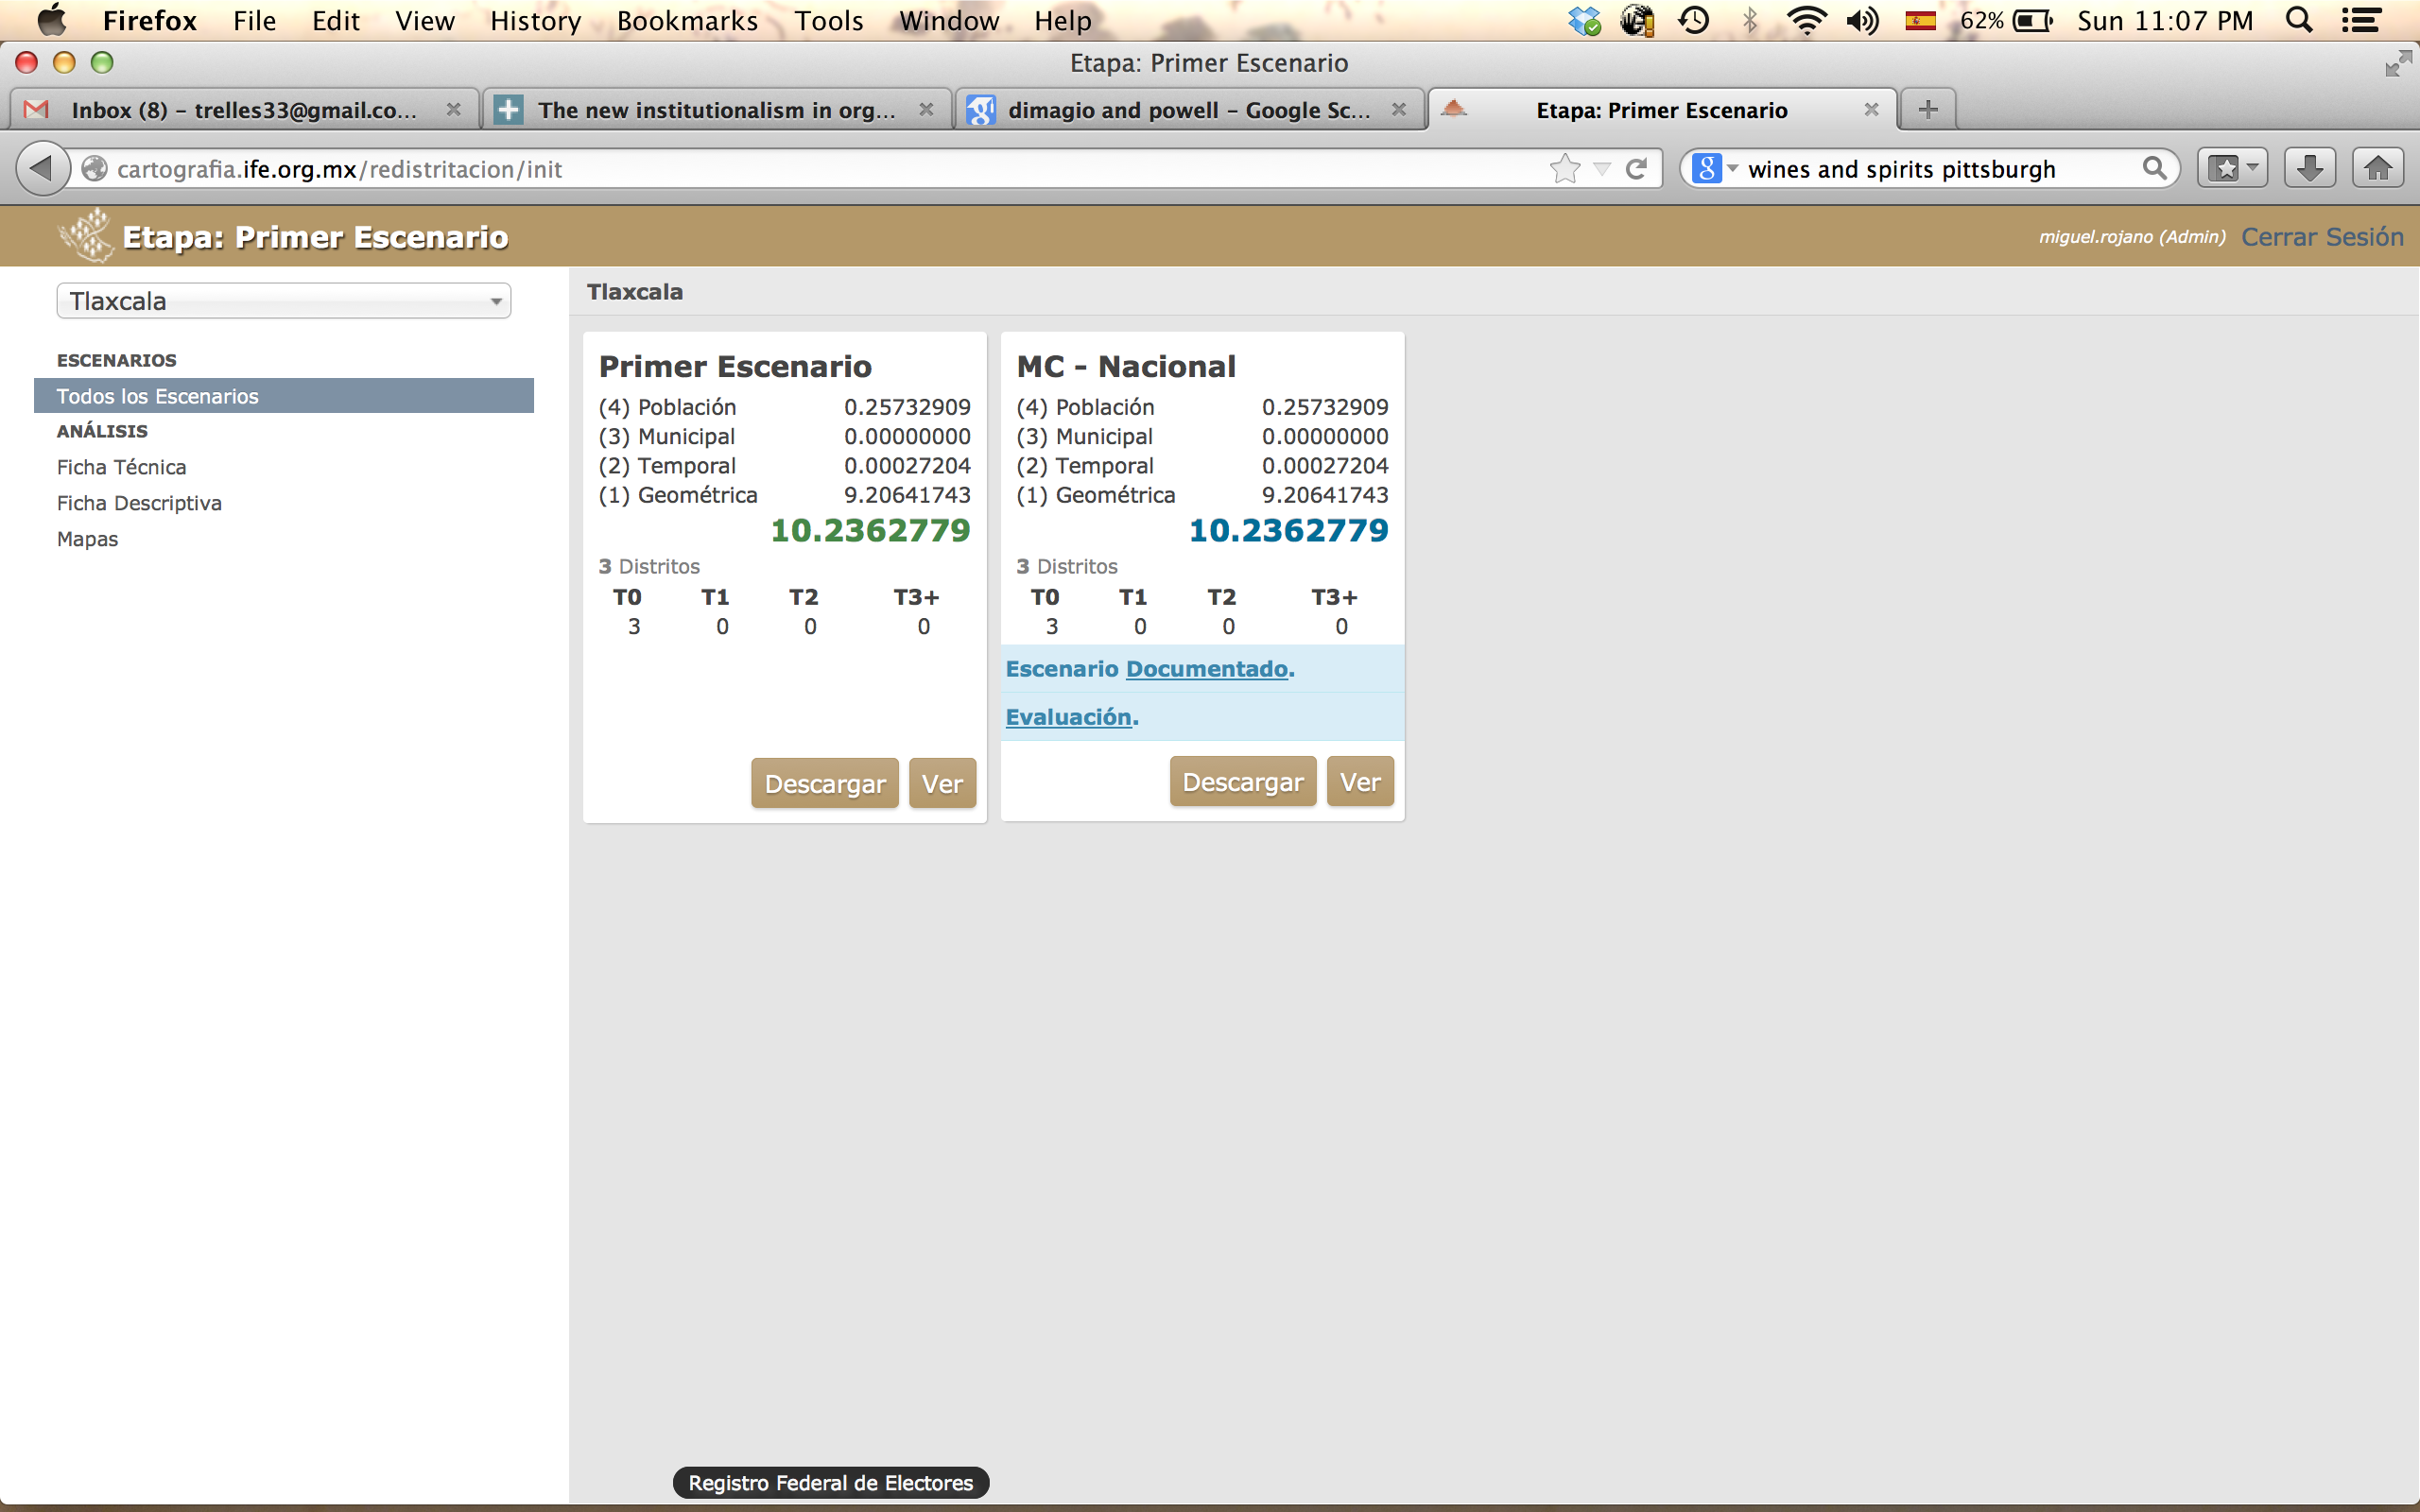 Firefox File Edit View History Bookmarks Tools Window Help 62% Sun 11:07 PM
Etapa: Primer Escenario
Inbox (8) – trelles33@gmail.co... The new institutionalism in org... dimagio and powell – Google Sc... Etapa: Primer Escenario
cartografia.ife.org.mx/redistritacion/init wines and spirits pittsburgh
Etapa: Primer Escenario miguel.rojano (Admin) Cerrar Sesión
Tlaxcala
ESCENARIOS
Todos los Escenarios
ANÁLISIS
Ficha Técnica
Ficha Descriptiva
Mapas
Tlaxcala
Primer Escenario
(4) Población 0.25732909
(3) Municipal 0.00000000
(2) Temporal 0.00027204
(1) Geométrica 9.20641743
10.2362779
3 Distritos
T0 T1 T2 T3+
3 0 0 0
Descargar Ver
MC - Nacional
(4) Población 0.25732909
(3) Municipal 0.00000000
(2) Temporal 0.00027204
(1) Geométrica 9.20641743
10.2362779
3 Distritos
T0 T1 T2 T3+
3 0 0 0
Escenario Documentado.
Evaluación.
Descargar Ver
Registro Federal de Electores